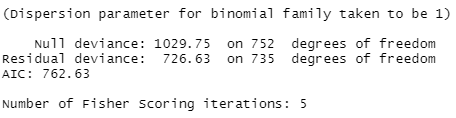 (Dispersion parameter for binomial family taken to be 1)
Null deviance: 1029.75 on 752 degrees of freedom
Residual deviance: 726.63 on 735 degrees of freedom
AIC: 762.63
Number of Fisher Scoring iterations: 5